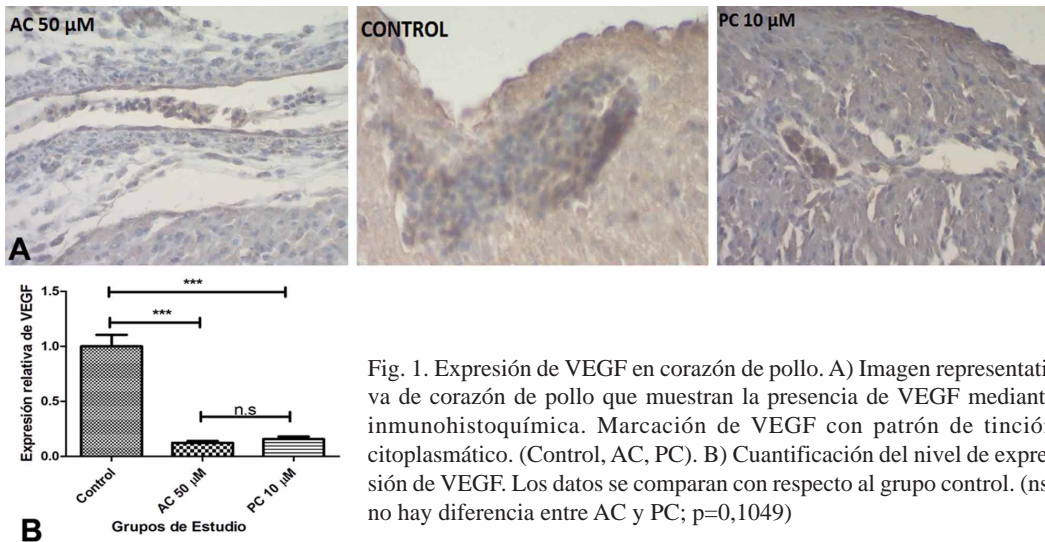 AC 50 µM
CONTROL
PC 10 µM
A
Expresión relativa de VEGF
1.5
1.0
0.5
0.0
***
***
n.s
Control
AC 50 µM
PC 10 µM
Grupos de Estudio
B
Fig. 1. Expresión de VEGF en corazón de pollo. A) Imagen representati
va de corazón de pollo que muestran la presencia de VEGF mediant
inmunohistoquímica. Marcación de VEGF con patrón de tinción
citoplasmático. (Control, AC, PC). B) Cuantificación del nivel de expre
sión de VEGF. Los datos se comparan con respecto al grupo control. (ns
no hay diferencia entre AC y PC; p=0,1049)